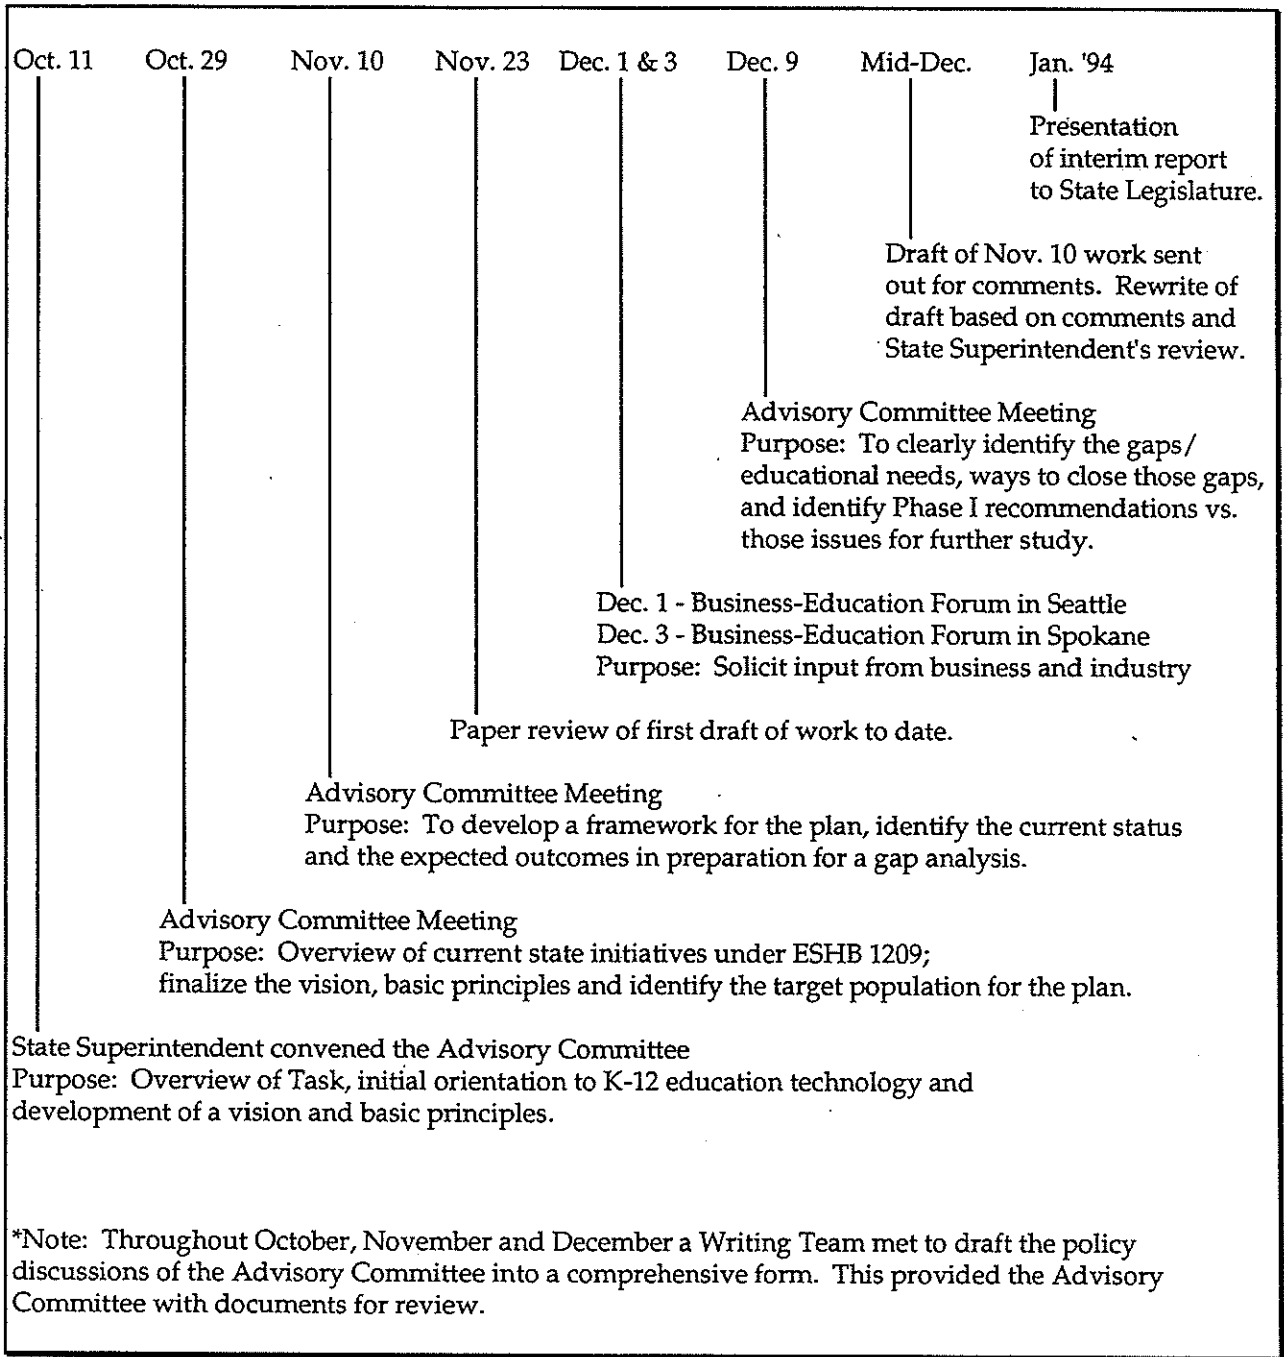 Oct. 11 Oct. 29 Nov. 10 Nov. 23 Dec. 1 & 3 Dec. 9 Mid-Dec. Jan. '94
Presentation
of interim report
to State Legislature.
Draft of Nov. 10 work sent
out for comments. Rewrite of
draft based on comments and
State Superintendent's review.
Advisory Committee Meeting
Purpose: To clearly identify the gaps/
educational needs, ways to close those gaps,
and identify Phase I recommendations vs.
those issues for further study.
Dec. 1 - Business-Education Forum in Seattle
Dec. 3 - Business-Education Forum in Spokane
Purpose: Solicit input from business and industry
Paper review of first draft of work to date.
Advisory Committee Meeting
Purpose: To develop a framework for the plan, identify the current status
and the expected outcomes in preparation for a gap analysis.
Advisory Committee Meeting
Purpose: Overview of current state initiatives under ESHB 1209;
finalize the vision, basic principles and identify the target population for the plan.
State Superintendent convened the Advisory Committee
Purpose: Overview of Task, initial orientation to K-12 education technology and
development of a vision and basic principles.
*Note: Throughout October, November and December a Writing Team met to draft the policy
discussions of the Advisory Committee into a comprehensive form. This provided the Advisory
Committee with documents for review.